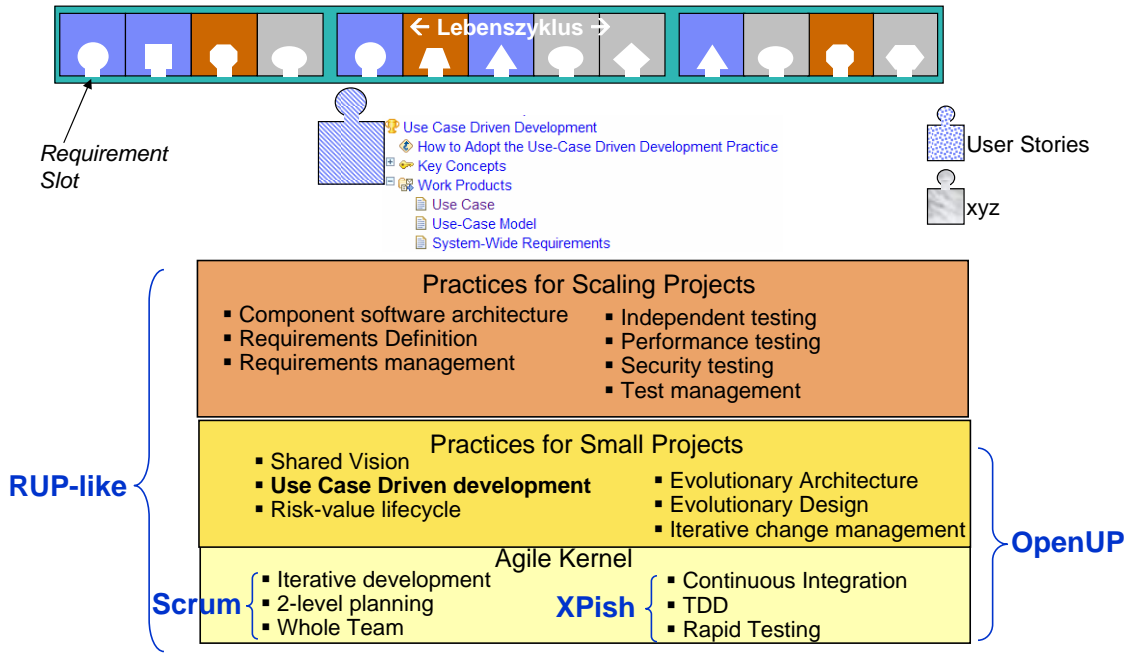 ← Lebenszyklus →
Requirement
Slot
Use Case Driven Development
How to Adopt the Use-Case Driven Development Practice
Key Concepts
Work Products
Use Case
Use-Case Model
System-Wide Requirements
User Stories
xyz
Practices for Scaling Projects
▪ Component software architecture
▪ Requirements Definition
▪ Requirements management
▪ Independent testing
▪ Performance testing
▪ Security testing
▪ Test management
Practices for Small Projects
▪ Shared Vision
▪ Use Case Driven development
▪ Risk-value lifecycle
▪ Evolutionary Architecture
▪ Evolutionary Design
▪ Iterative change management
RUP-like
OpenUP
Agile Kernel
Scrum
▪ Iterative development
▪ 2-level planning
▪ Whole Team
XPish
▪ Continuous Integration
▪ TDD
▪ Rapid Testing